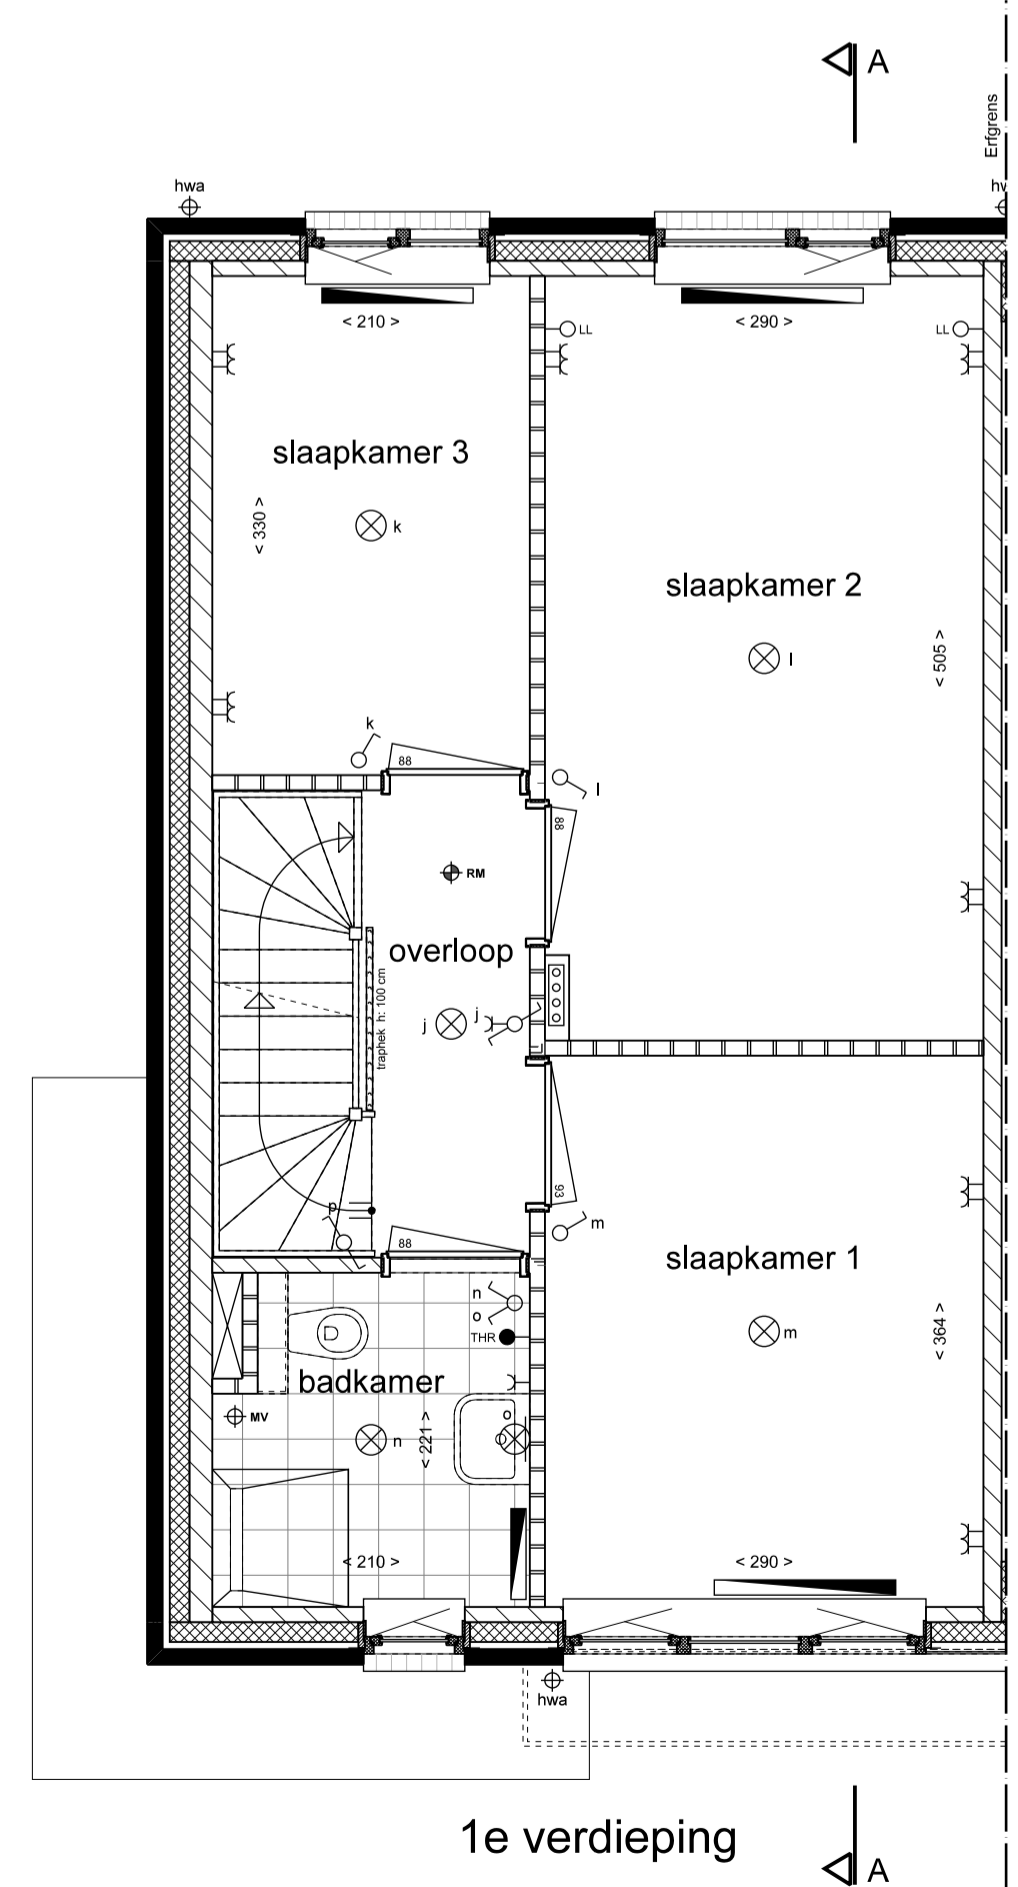 A
Erfgrens
hwa
hv
< 210 >
< 290 >
LL
LL
slaapkamer 3
< 330 >
k
slaapkamer 2
l
< 505 >
k
88
l
88
RM
overloop
traphek h: 100 cm
j
j
93
p
m
88
slaapkamer 1
n
o
THR
m
< 364 >
badkamer
MV
n
< 221 >
o
< 210 >
< 290 >
hwa
1e verdieping
A